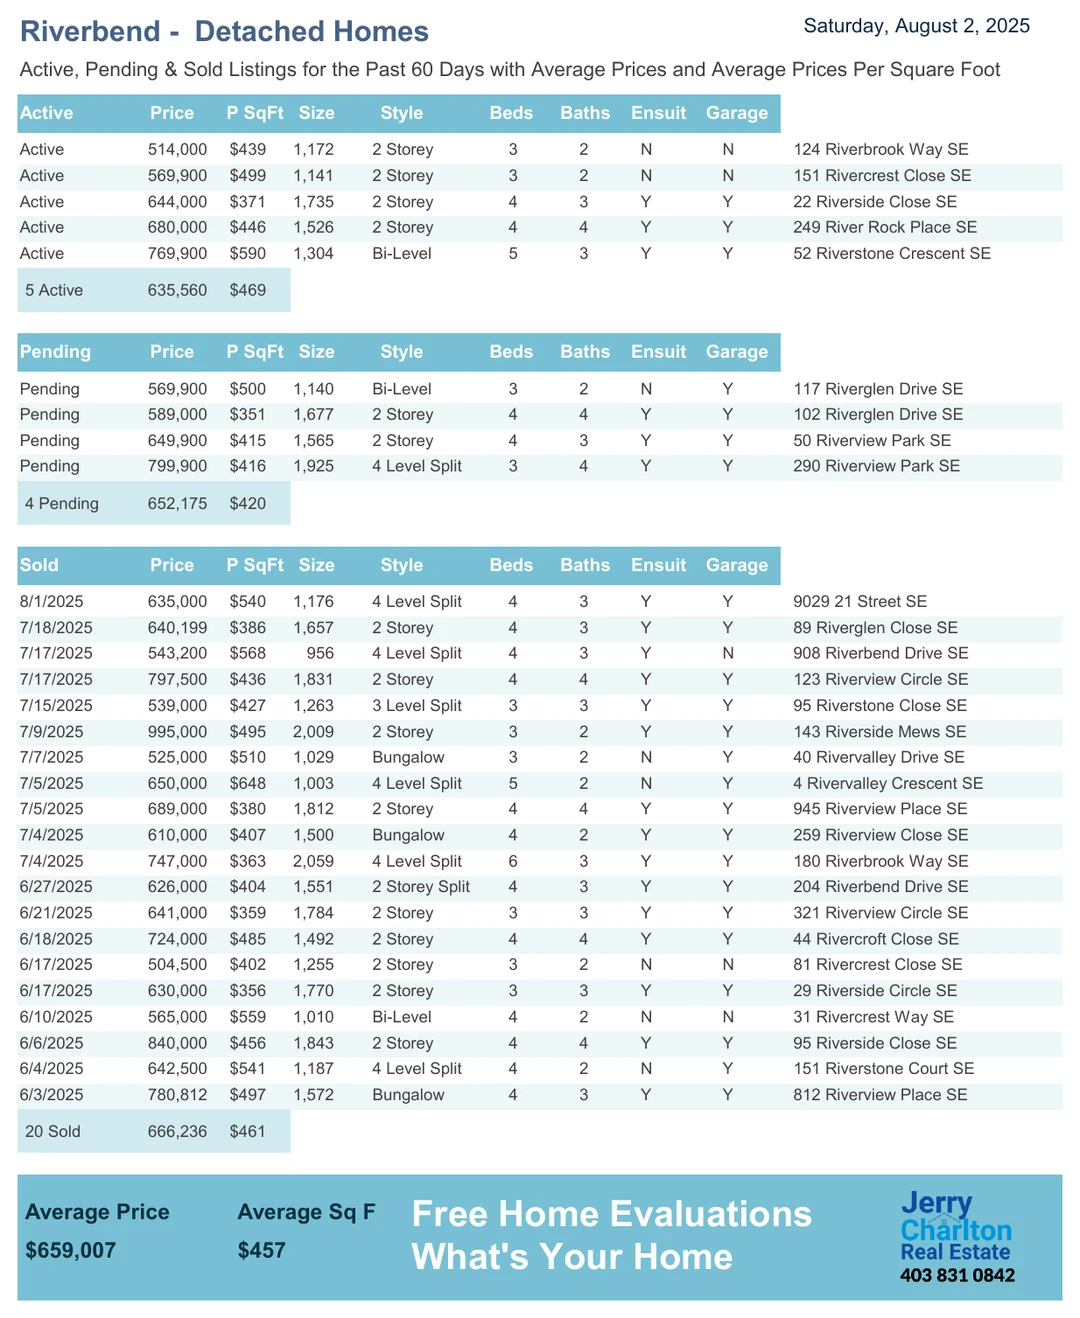 Riverbend - Detached Homes
Saturday, August 2, 2025
Active, Pending & Sold Listings for the Past 60 Days with Average Prices and Average Prices Per Square Foot
Active Price P SqFt Size Style Beds Baths Ensuit Garage
Active 514,000 $439 1,172 2 Storey 3 2 N N 124 Riverbrook Way SE
Active 569,900 $499 1,141 2 Storey 3 2 N N 151 Rivercrest Close SE
Active 644,000 $371 1,735 2 Storey 4 3 Y Y 22 Riverside Close SE
Active 680,000 $446 1,526 2 Storey 4 4 Y Y 249 River Rock Place SE
Active 769,900 $590 1,304 Bi-Level 5 3 Y Y 52 Riverstone Crescent SE
5 Active 635,560 $469
Pending Price P SqFt Size Style Beds Baths Ensuit Garage
Pending 569,900 $500 1,140 Bi-Level 3 2 N Y 117 Riverglen Drive SE
Pending 589,000 $351 1,677 2 Storey 4 4 Y Y 102 Riverglen Drive SE
Pending 649,900 $415 1,565 2 Storey 4 3 Y Y 50 Riverview Park SE
Pending 799,900 $416 1,925 4 Level Split 3 4 Y Y 290 Riverview Park SE
4 Pending 652,175 $420
Sold Price P SqFt Size Style Beds Baths Ensuit Garage
8/1/2025 635,000 $540 1,176 4 Level Split 4 3 Y Y 9029 21 Street SE
7/18/2025 640,199 $386 1,657 2 Storey 4 3 Y Y 89 Riverglen Close SE
7/17/2025 543,200 $568 956 4 Level Split 4 3 Y N 908 Riverbend Drive SE
7/17/2025 797,500 $436 1,831 2 Storey 4 4 Y Y 123 Riverview Circle SE
7/15/2025 539,000 $427 1,263 3 Level Split 3 3 Y Y 95 Riverstone Close SE
7/9/2025 995,000 $495 2,009 2 Storey 3 2 Y Y 143 Riverside Mews SE
7/7/2025 525,000 $510 1,029 Bungalow 3 2 N Y 40 Rivervalley Drive SE
7/5/2025 650,000 $648 1,003 4 Level Split 5 2 N Y 4 Rivervalley Crescent SE
7/5/2025 689,000 $380 1,812 2 Storey 4 4 Y Y 945 Riverview Place SE
7/4/2025 610,000 $407 1,500 Bungalow 4 2 Y Y 259 Riverview Close SE
7/4/2025 747,000 $363 2,059 4 Level Split 6 3 Y Y 180 Riverbrook Way SE
6/27/2025 626,000 $404 1,551 2 Storey Split 4 3 Y Y 204 Riverbend Drive SE
6/21/2025 641,000 $359 1,784 2 Storey 3 3 Y Y 321 Riverview Circle SE
6/18/2025 724,000 $485 1,492 2 Storey 4 4 Y Y 44 Rivercroft Close SE
6/17/2025 504,500 $402 1,255 2 Storey 3 2 N N 81 Rivercrest Close SE
6/17/2025 630,000 $356 1,770 2 Storey 3 3 Y Y 29 Riverside Circle SE
6/10/2025 565,000 $559 1,010 Bi-Level 4 2 N N 31 Rivercrest Way SE
6/6/2025 840,000 $456 1,843 2 Storey 4 4 Y Y 95 Riverside Close SE
6/4/2025 642,500 $541 1,187 4 Level Split 4 2 N Y 151 Riverstone Court SE
6/3/2025 780,812 $497 1,572 Bungalow 4 3 Y Y 812 Riverview Place SE
20 Sold 666,236 $461
Average Price Average Sq F
$659,007 $457
Free Home Evaluations
What's Your Home
Jerry
Charlton
Real Estate
403 831 0842